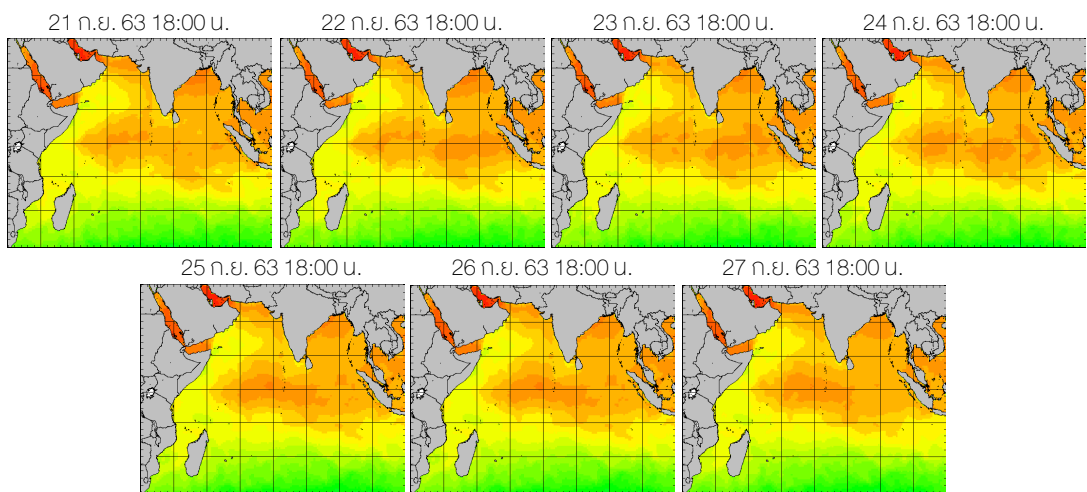 21 ก.ย. 63 18:00 น.
22 ก.ย. 63 18:00 น.
23 ก.ย. 63 18:00 น.
24 ก.ย. 63 18:00 น.
25 ก.ย. 63 18:00 น.
26 ก.ย. 63 18:00 น.
27 ก.ย. 63 18:00 น.